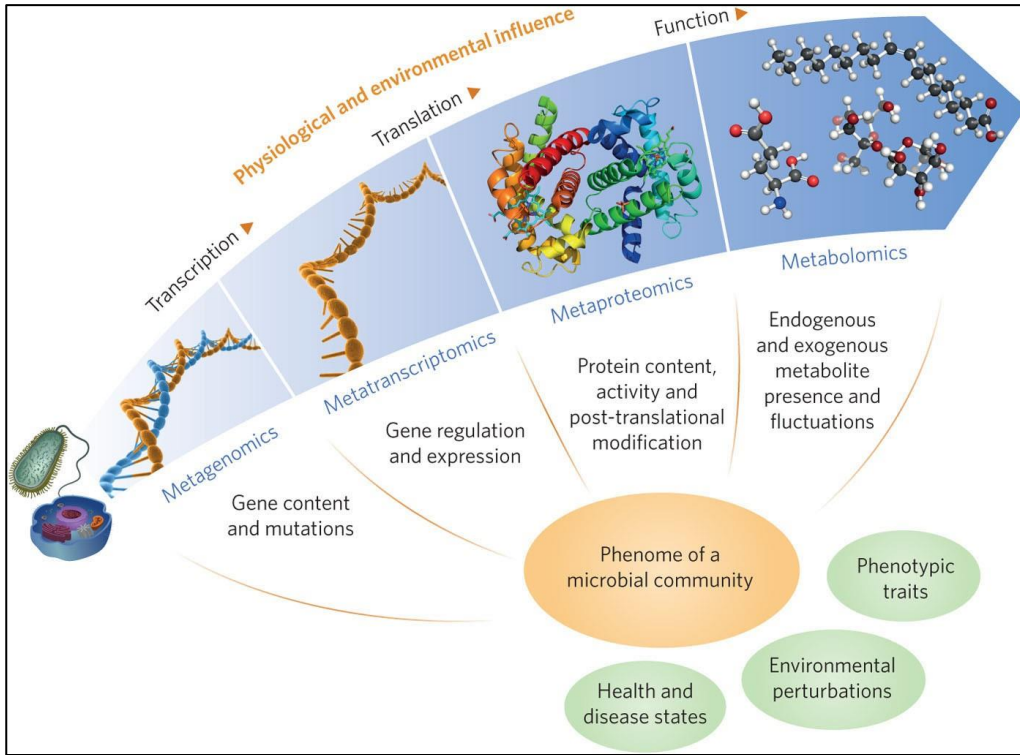 Physiological and environmental influence
Transcription
Translation
Function
Metagenomics
Metatranscriptomics
Metaproteomics
Metabolomics
Gene content
and mutations
Gene regulation
and expression
Protein content,
activity and
post-translational
modification
Endogenous
and exogenous
metabolite
presence and
fluctuations
Phenome of a
microbial community
Phenotypic
traits
Environmental
perturbations
Health and
disease states